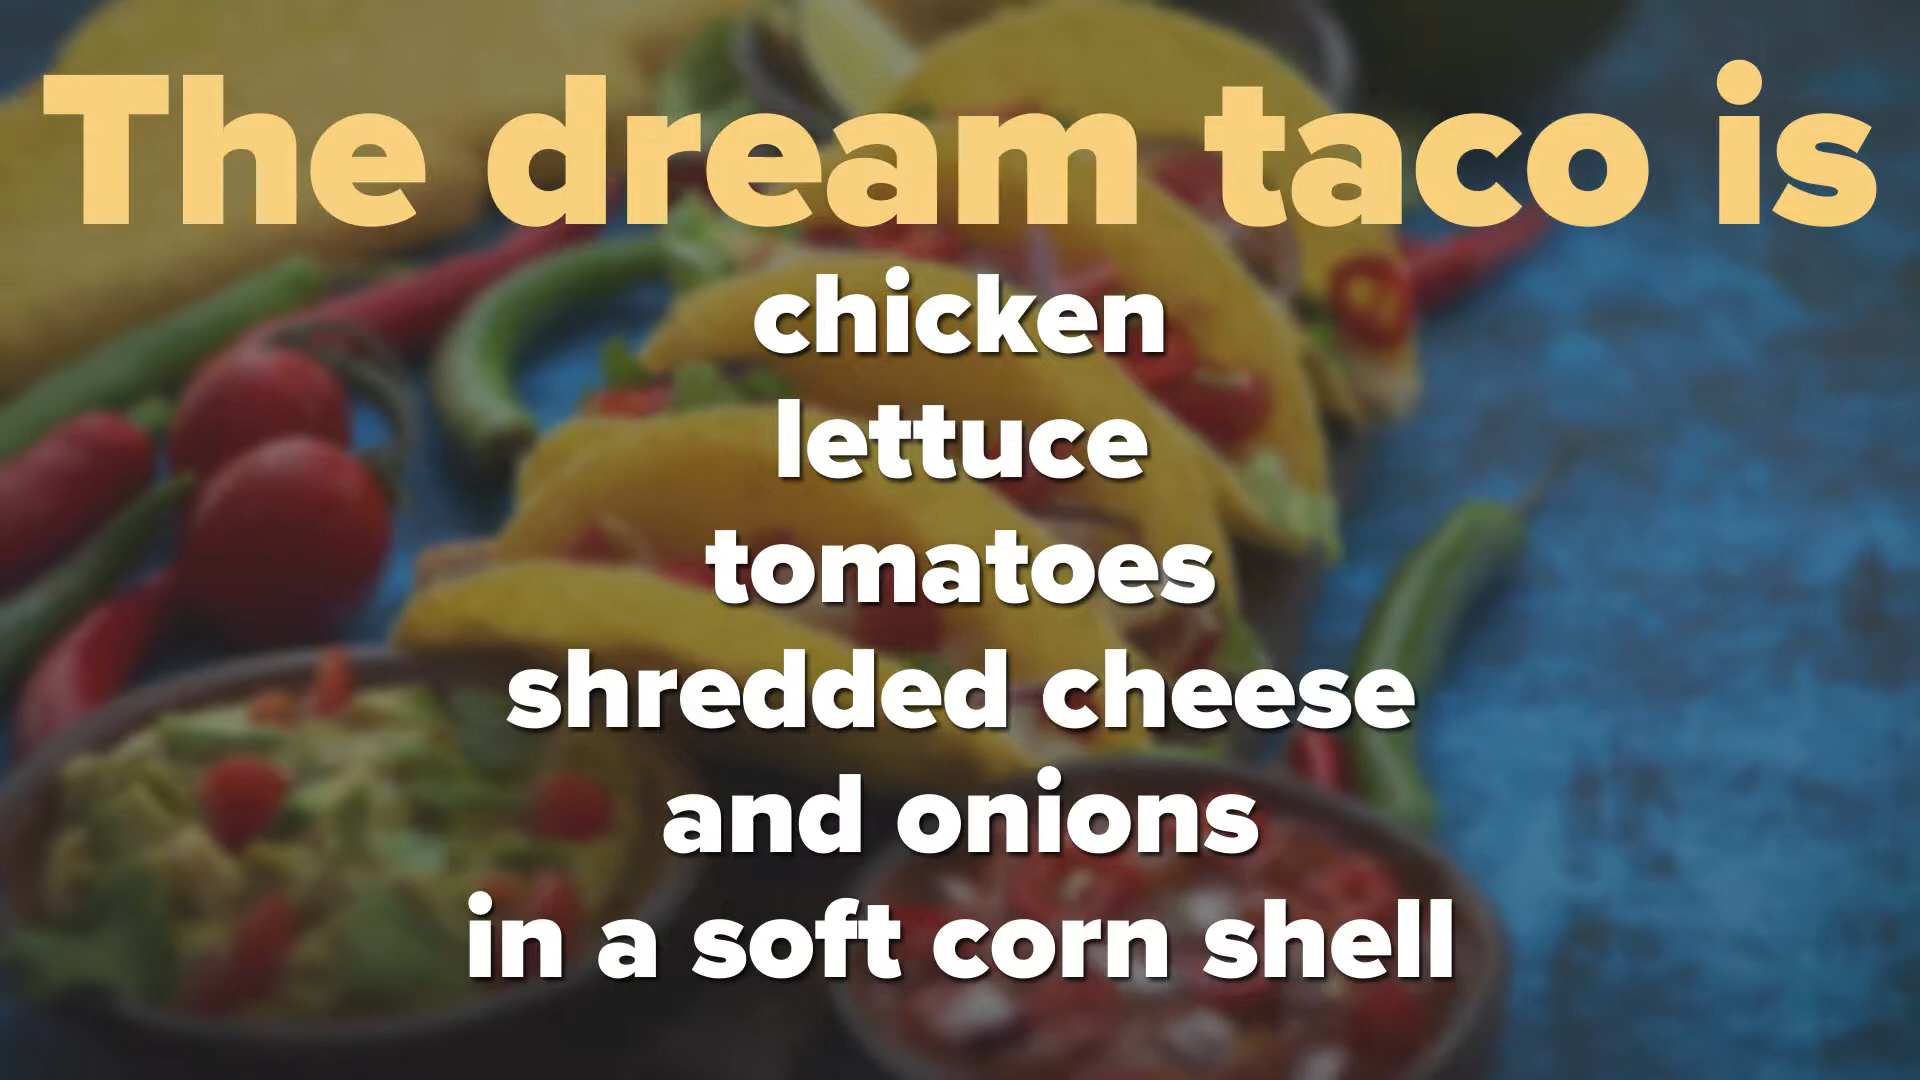 The dream taco is
chicken
lettuce
tomatoes
shredded cheese
and onions
in a soft corn shell